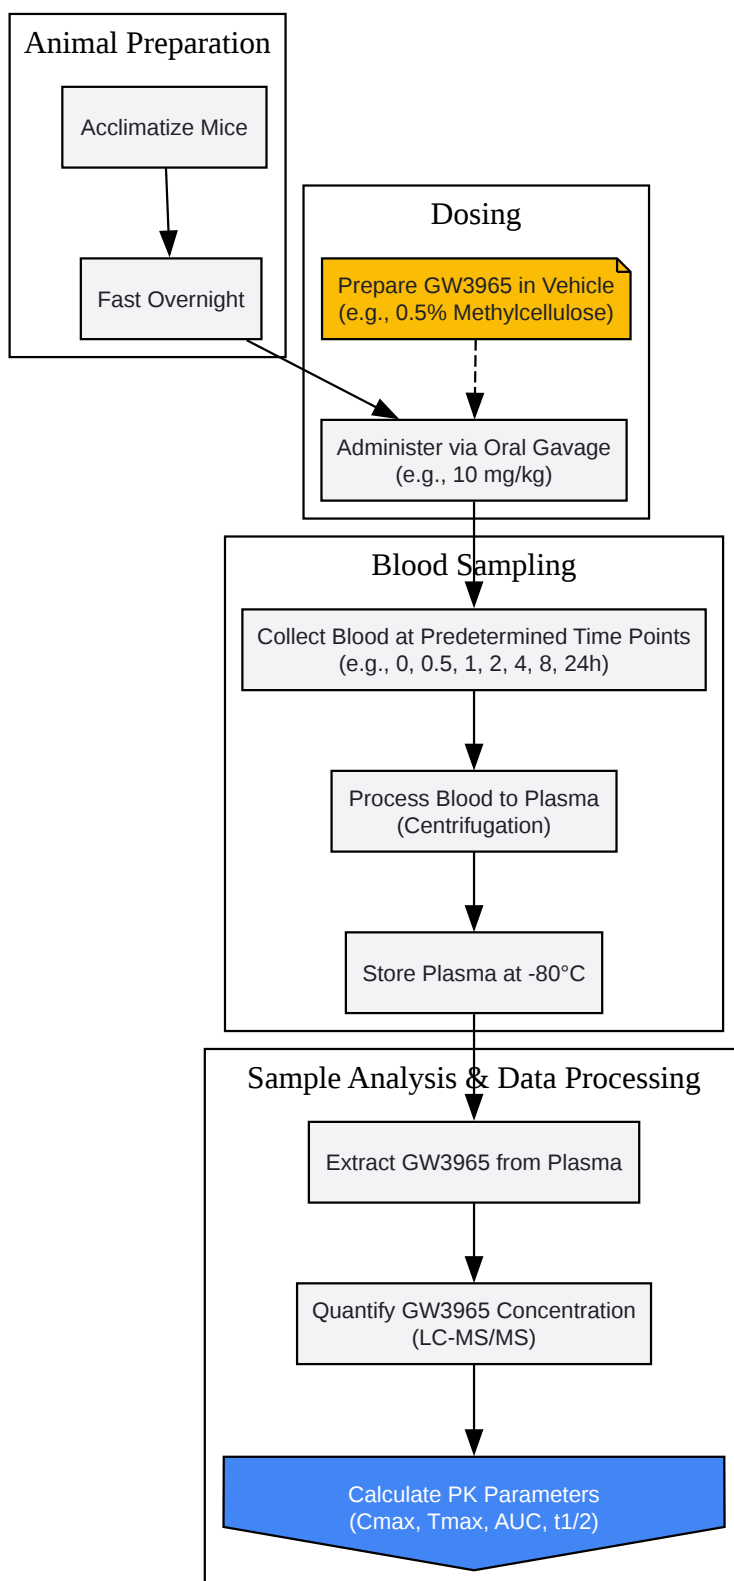 Animal Preparation
Acclimatize Mice
Fast Overnight
Dosing
Prepare GW3965 in Vehicle
(e.g., 0.5% Methylcellulose)
Administer via Oral Gavage
(e.g., 10 mg/kg)
Blood Sampling
Collect Blood at Predetermined Time Points
(e.g., 0, 0.5, 1, 2, 4, 8, 24h)
Process Blood to Plasma
(Centrifugation)
Store Plasma at -80°C
Sample Analysis & Data Processing
Extract GW3965 from Plasma
Quantify GW3965 Concentration
(LC-MS/MS)
Calculate PK Parameters
(Cmax, Tmax, AUC, t1/2)